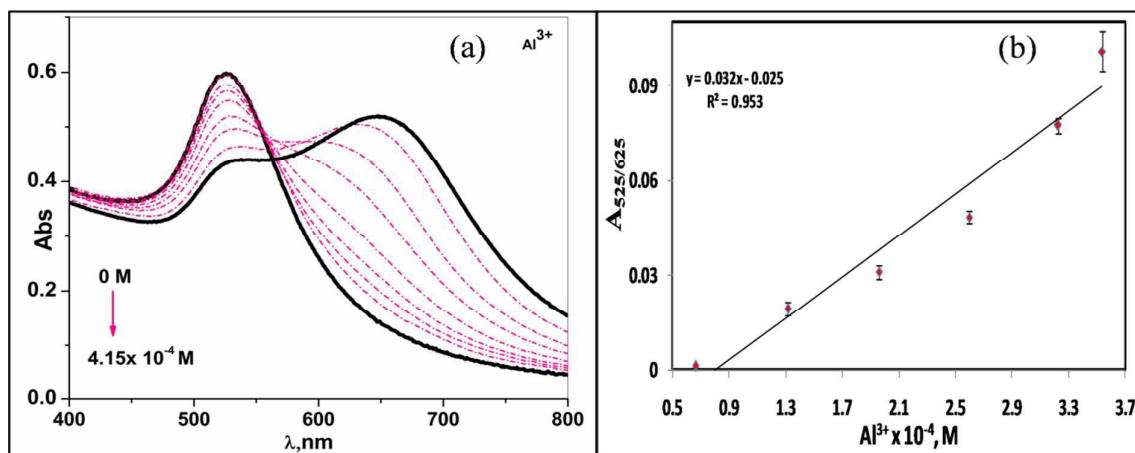 (a)
Al3+
0.6
0.4
0.2
0.0
Abs
0 M
4.15x 10-4 M
400
500
600
700
800
λ,nm
(b)
y = 0.032x - 0.025
R2 = 0.953
0.09
0.06
0.03
0
A525/625
0.5
0.9
1.3
1.7
2.1
2.5
2.9
3.3
3.7
Al3+ x 10-4, M